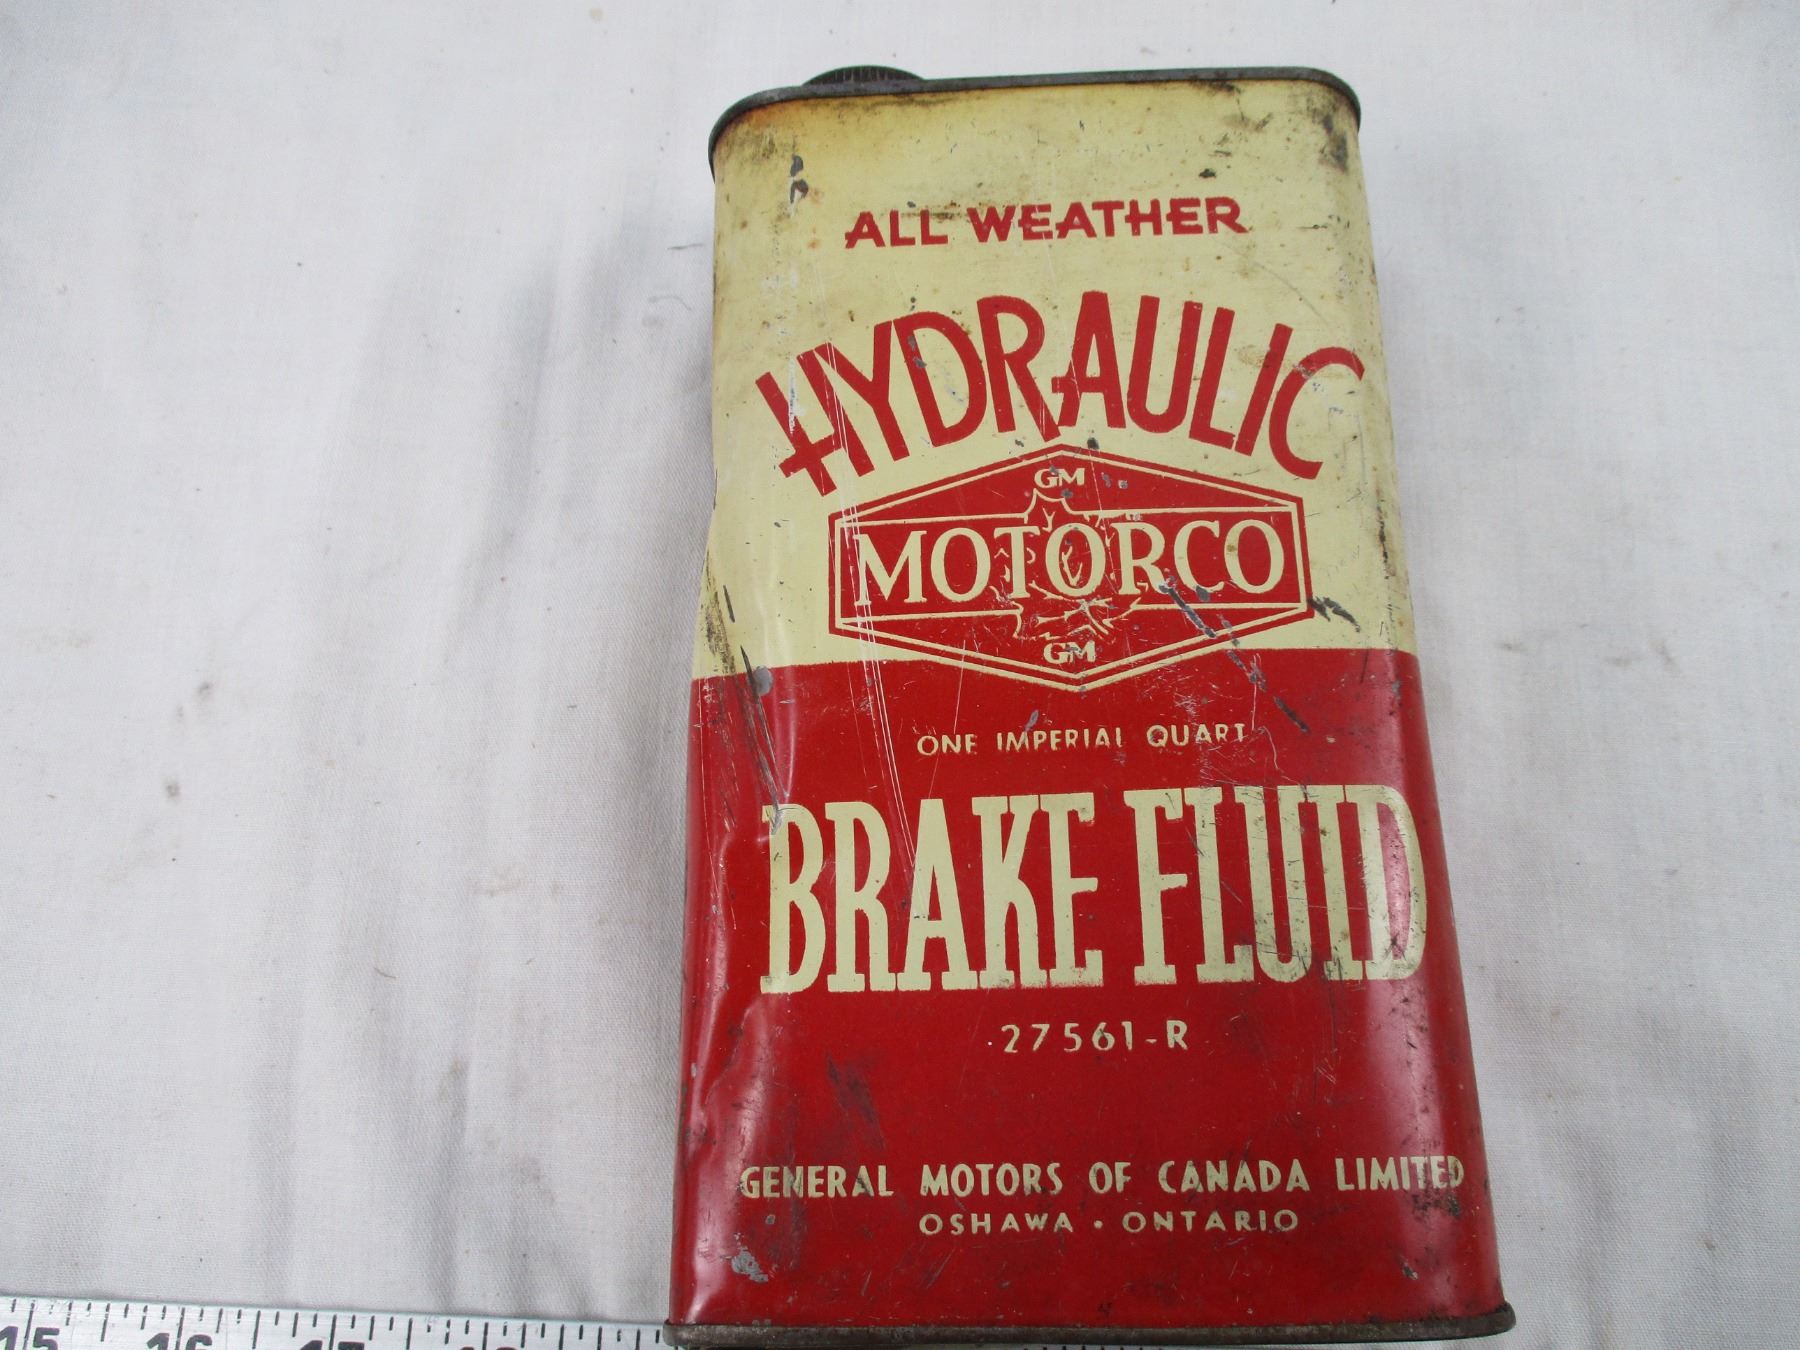 ALL WEATHER
HYDRAULIC
GM
MOTORCO
GM
ONE IMPERIAL QUART
BRAKE FLUID
27561-R
GENERAL MOTORS OF CANADA LIMITED
OSHAWA • ONTARIO
15 16 17